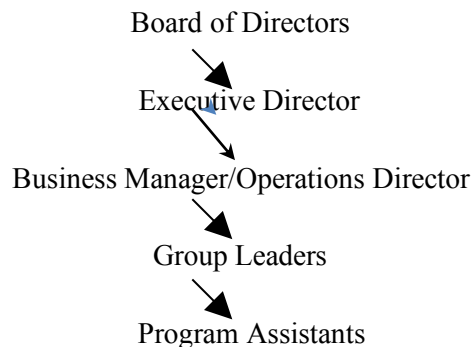 Board of Directors
Executive Director
Business Manager/Operations Director
Group Leaders
Program Assistants